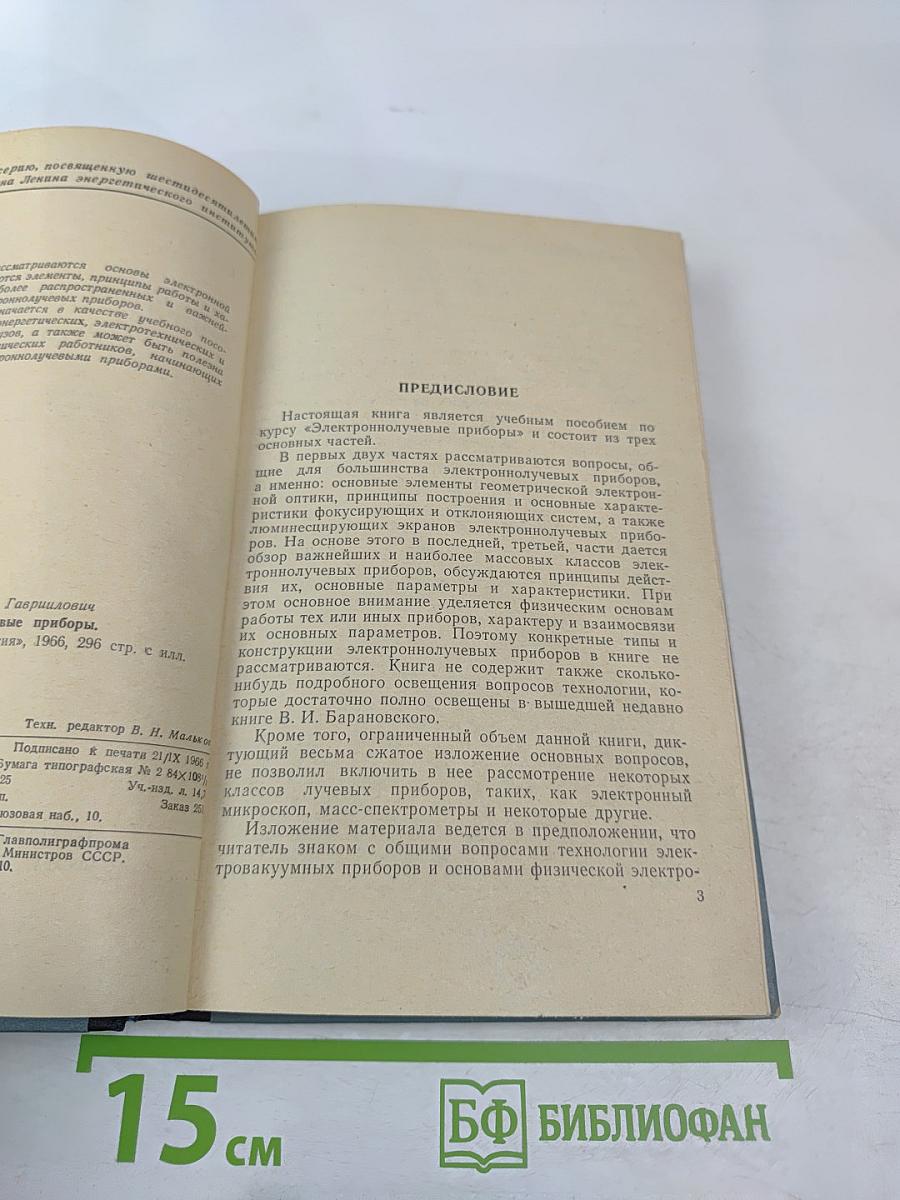 серию, посвященную шестидесятилетию
на Ленина энергетического института
ссматриваются основы электронной
ются элементы, принципы работы и ха-
более распространенных и важней-
роннолучевых приборов.
начается в качестве учебного посо-
энергетических, электротехнических и
узов, а также может быть полезна
ических работников, начинающих
роннолучевыми приборами.
Гавриилович
вые приборы.
ия», 1966, 296 стр. с илл.
Техн. редактор В. Н. Малько
Подписано к печати 21/IX 1966 г
Бумага типографская № 2 84×108
25 Уч.-изд. л. 14,
п. Заказ 25
юзовая наб., 10.
Главполиграфпрома
Министров СССР.
10.
ПРЕДИСЛОВИЕ
Настоящая книга является учебным пособием по
курсу «Электроннолучевые приборы» и состоит из трех
основных частей.
В первых двух частях рассматриваются вопросы, об-
щие для большинства электроннолучевых приборов,
а именно: основные элементы геометрической электрон-
ной оптики, принципы построения и основные характе-
ристики фокусирующих и отклоняющих систем, а также
люминесцирующих экранов электроннолучевых прибо-
ров. На основе этого в последней, третьей, части дается
обзор важнейших и наиболее массовых классов элек-
троннолучевых приборов, обсуждаются принципы дейст-
вия их, основные параметры и характеристики. При
этом основное внимание уделяется физическим основам
работы тех или иных приборов, характеру и взаимосвязи
их основных параметров. Поэтому конкретные типы и
конструкции электроннолучевых приборов в книге не
рассматриваются. Книга не содержит также сколько-
нибудь подробного освещения вопросов технологии, ко-
торые достаточно полно освещены в вышедшей недавно
книге В. И. Барановского.
Кроме того, ограниченный объем данной книги, дик-
тующий весьма сжатое изложение основных вопросов,
не позволил включить в нее рассмотрение некоторых
классов лучевых приборов, таких, как электронный
микроскоп, масс-спектрометры и некоторые другие.
Изложение материала ведется в предположении, что
читатель знаком с общими вопросами технологии элек-
тровакуумных приборов и основами физической электро-
3
15 см
БФ БИБЛИОФАН